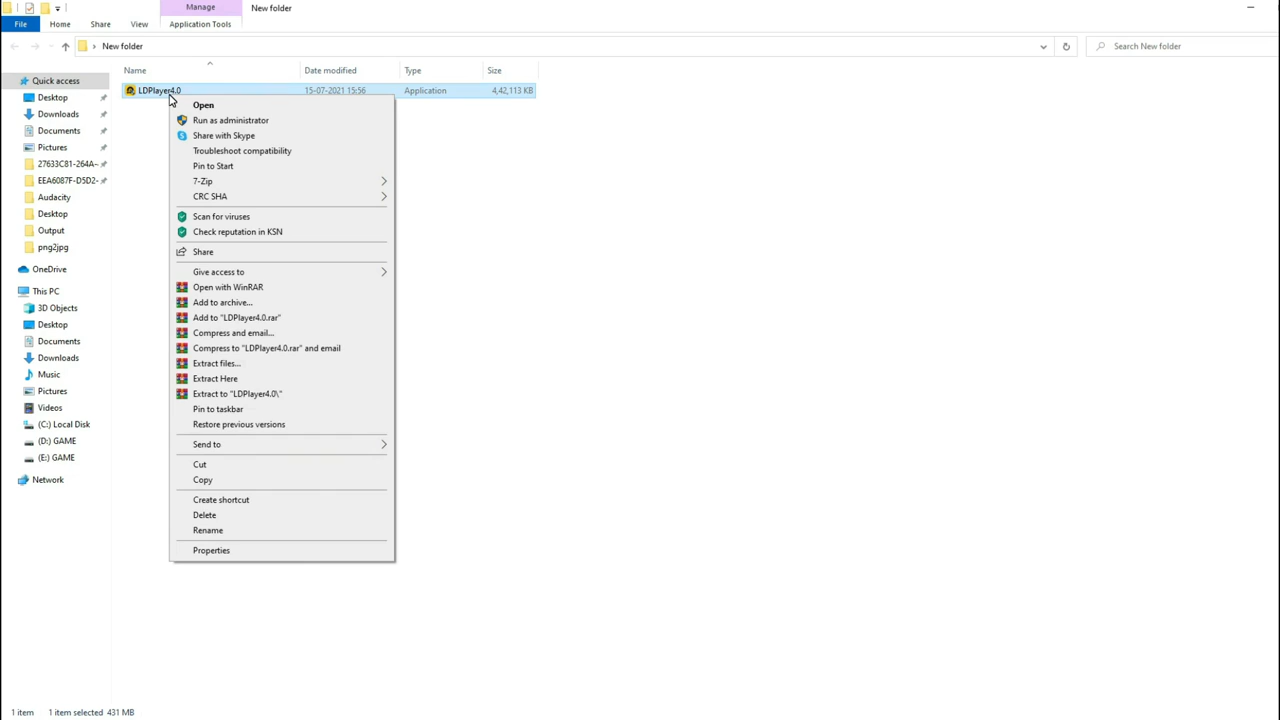 Manage
New folder
File
Home
Share
View
Application Tools
New folder
Search New folder
Name
Date modified
Type
Size
LDPlayer4.0
15-07-2021 15:56
Application
4,42,113 KB
Quick access
Desktop
Downloads
Documents
Pictures
27633C81-264A-
EEA6087F-D5D2-
Audacity
Desktop
Output
png2jpg
OneDrive
This PC
3D Objects
Desktop
Documents
Downloads
Music
Pictures
Videos
(C:) Local Disk
(D:) GAME
(E:) GAME
Network
Open
Run as administrator
Share with Skype
Troubleshoot compatibility
Pin to Start
7-Zip
CRC SHA
Scan for viruses
Check reputation in KSN
Share
Give access to
Open with WinRAR
Add to archive...
Add to "LDPlayer4.0.rar"
Compress and email...
Compress to "LDPlayer4.0.rar" and email
Extract files...
Extract Here
Extract to "LDPlayer4.0\"
Pin to taskbar
Restore previous versions
Send to
Cut
Copy
Create shortcut
Delete
Rename
Properties
1 item
1 item selected 431 MB